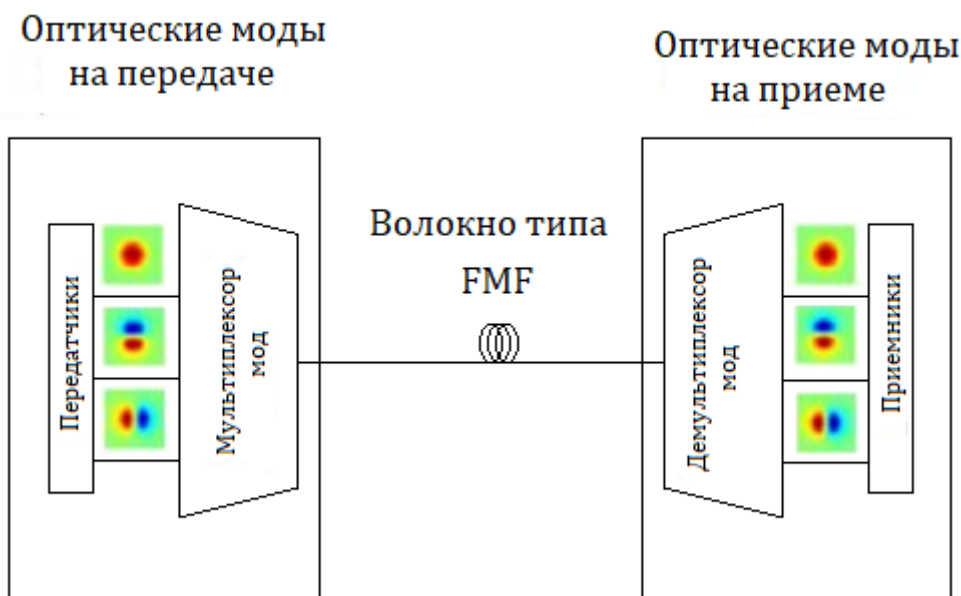 Оптические моды
на передаче
Оптические моды
на приеме
Волокно типа
FMF
Передатчики
Мультиплексор
мод
Демультиплексор
мод
Приемники